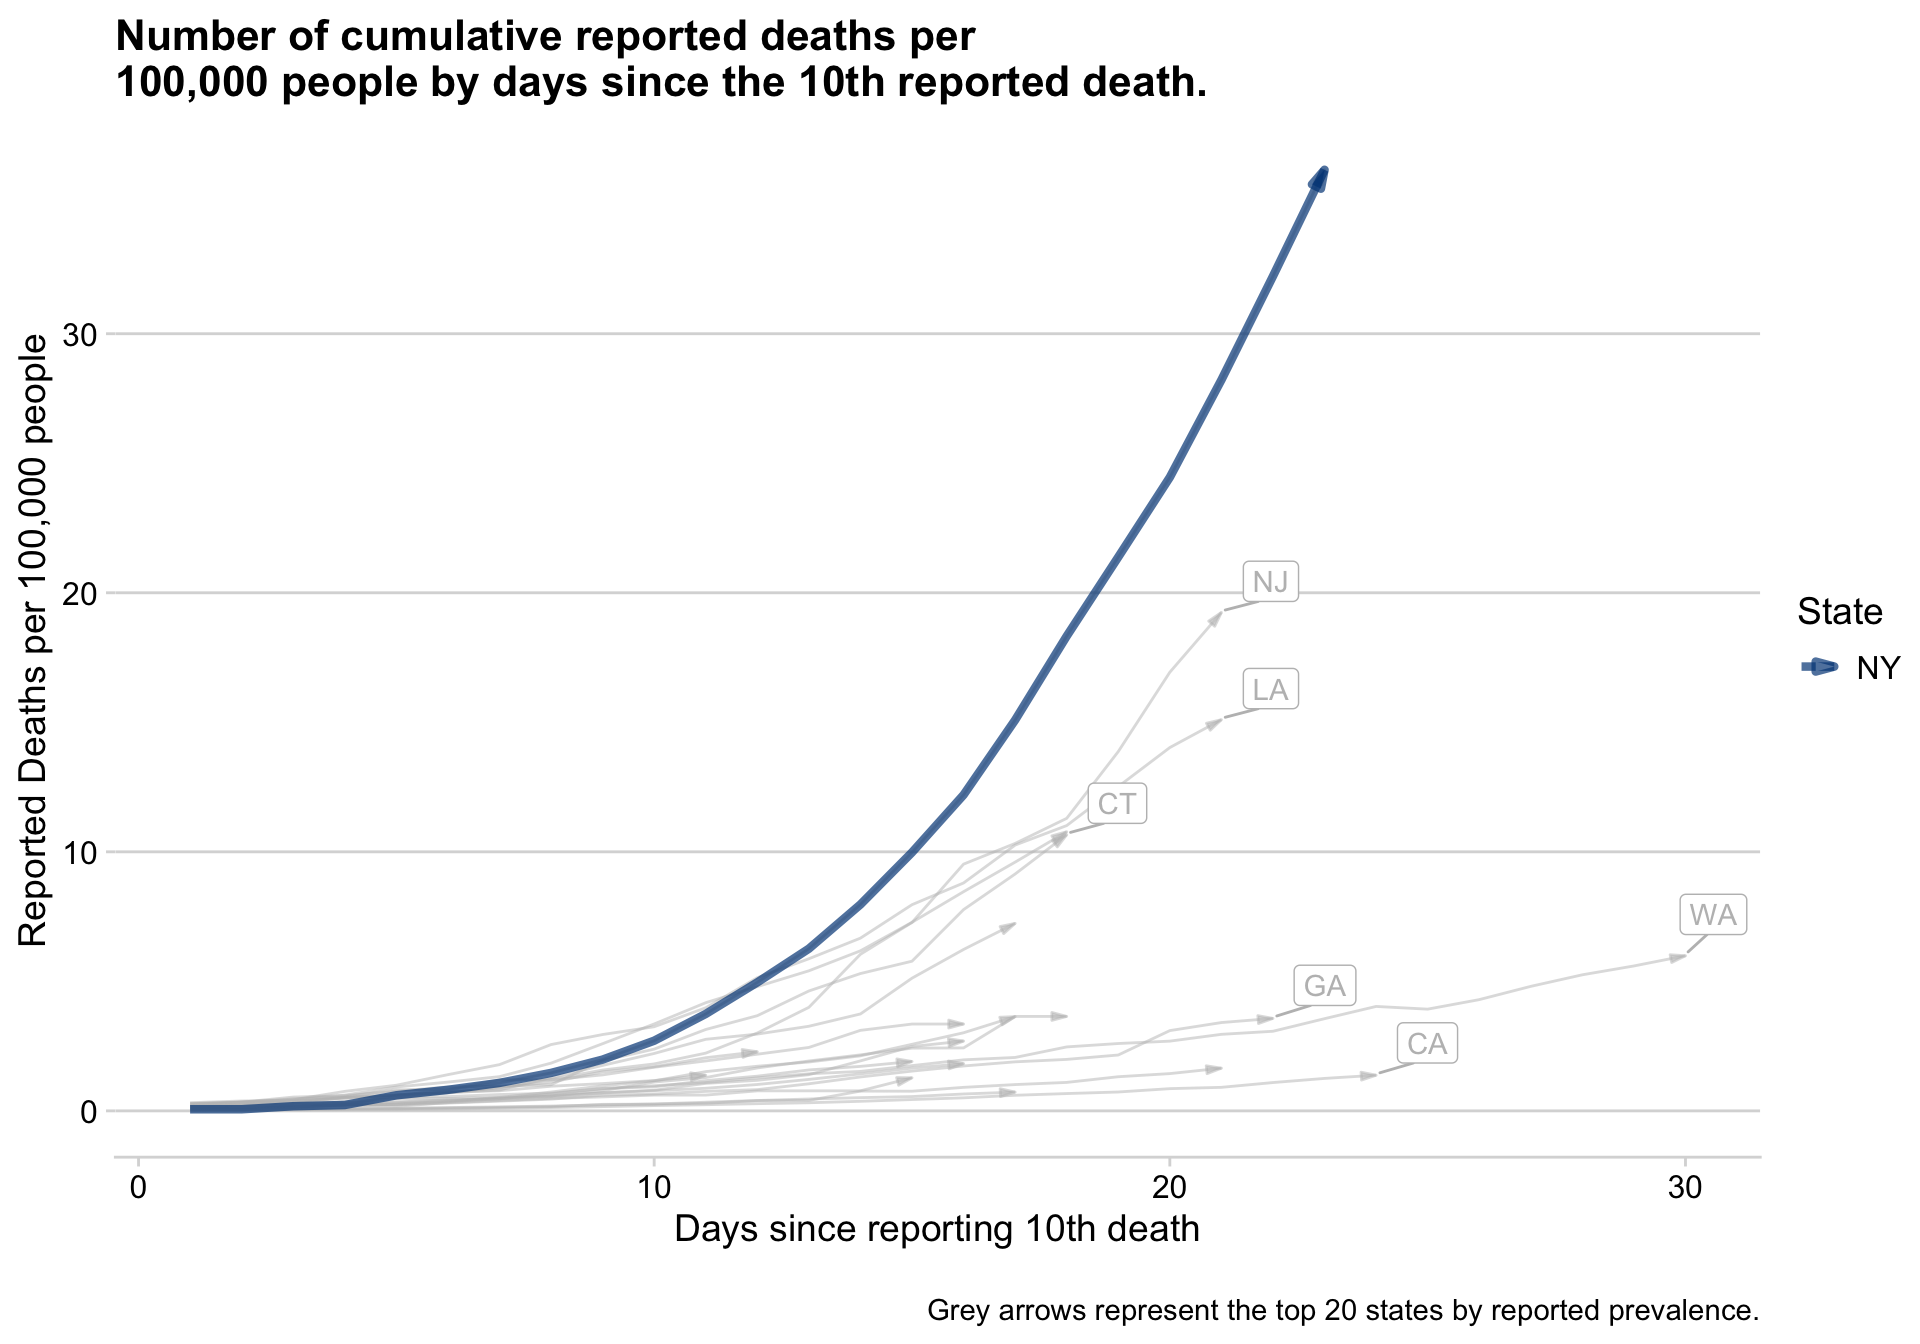 Number of cumulative reported deaths per
100,000 people by days since the 10th reported death.
Reported Deaths per 100,000 people
30
20
10
0
NJ
LA
CT
WA
GA
CA
State
NY
0 10 20 30
Days since reporting 10th death
Grey arrows represent the top 20 states by reported prevalence.